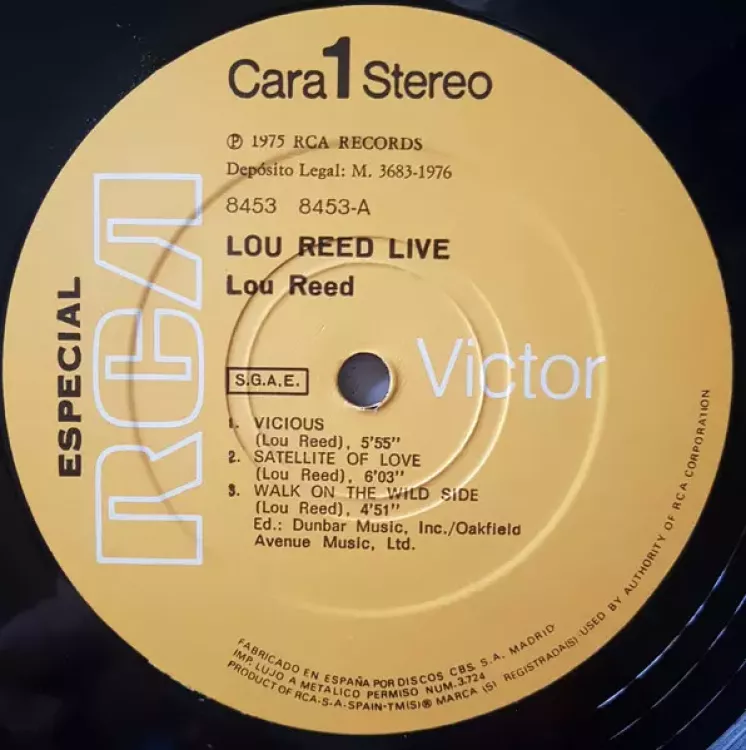 Cara 1 Stereo
℗ 1975 RCA RECORDS
Depósito Legal: M. 3683-1976
8453 8453-A
LOU REED LIVE
Lou Reed
ESPECIAL
RCA
Victor
S.G.A.E.
1. VICIOUS
(Lou Reed), 5'55"
2. SATELLITE OF LOVE
(Lou Reed), 6'03"
3. WALK ON THE WILD SIDE
(Lou Reed), 4'51"
Ed.: Dunbar Music, Inc./Oakfield
Avenue Music, Ltd.
FABRICADO EN ESPAÑA POR DISCOS CBS S.A. MADRID
IMP. LUJO A METALICO PERMISO NUM. 3.724
PRODUCT OF RCA-S-A-SPAIN-TM(S)® MARCA (S) REGISTRADA(S)-USED BY AUTHORITY OF RCA CORPORATION